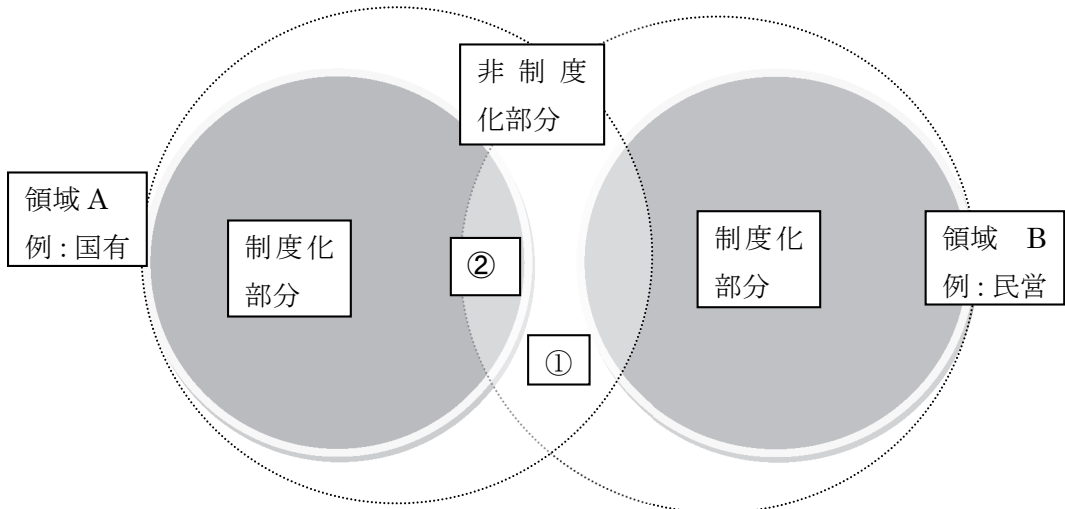 非制度
化部分
領域 A
例：国有
制度化
部分
②
①
制度化
部分
領域 B
例：民営